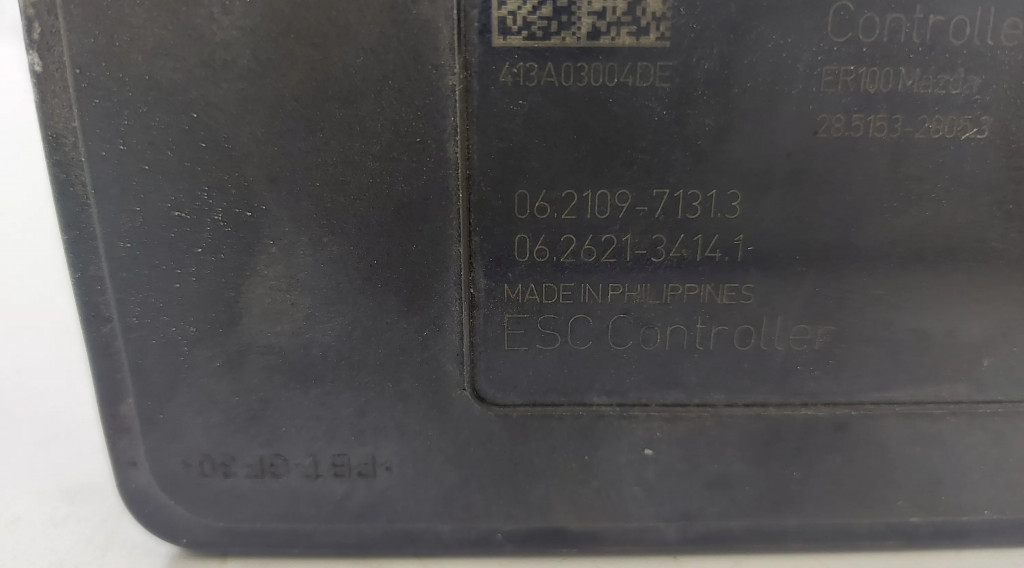 Controlle
413A03004DE
ER100 Mazda
28.5153-2805.3
06.2109-7131.3
06.2621-3414.1
MADE IN PHILIPPINES
ESC Controller